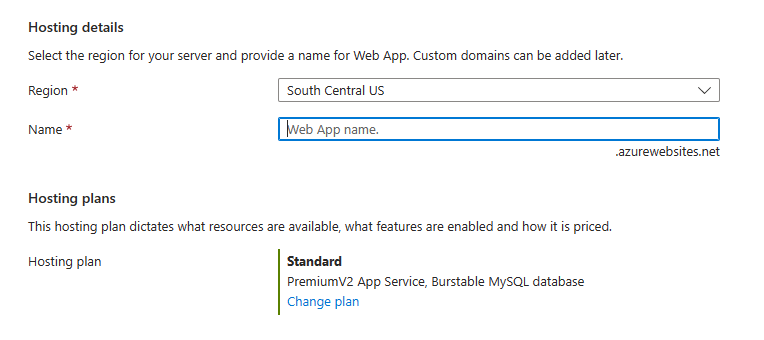 Hosting details
Select the region for your server and provide a name for Web App. Custom domains can be added later.
Region *
South Central US
Name *
Web App name.
.azurewebsites.net
Hosting plans
This hosting plan dictates what resources are available, what features are enabled and how it is priced.
Hosting plan
Standard
PremiumV2 App Service, Burstable MySQL database
Change plan